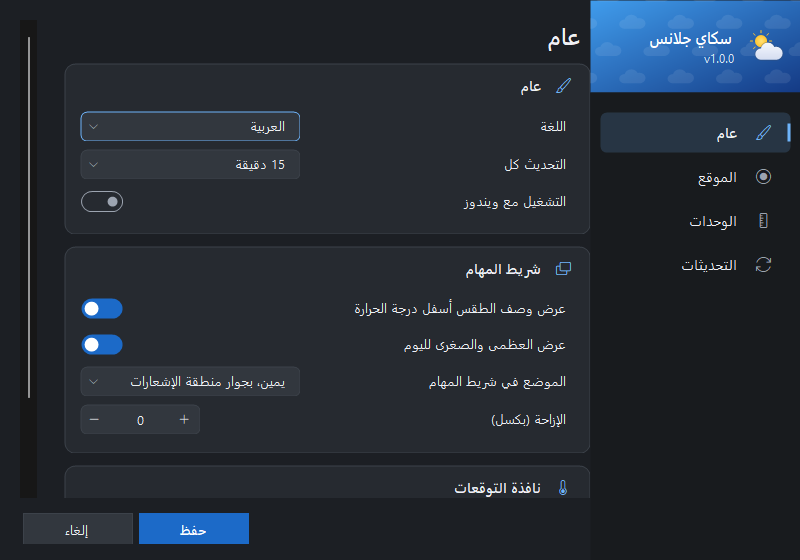 سكاي جلانس
v1.0.0
عام
الموقع
الوحدات
التحديثات
عام
عام
اللغة
العربية
التحديث كل
15 دقيقة
التشغيل مع ويندوز
شريط المهام
عرض وصف الطقس أسفل درجة الحرارة
عرض العظمى والصغرى لليوم
الموضع في شريط المهام
يمين، بجوار منطقة الإشعارات
الإزاحة (بكسل)
+ 0 −
نافذة التوقعات
حفظ
إلغاء